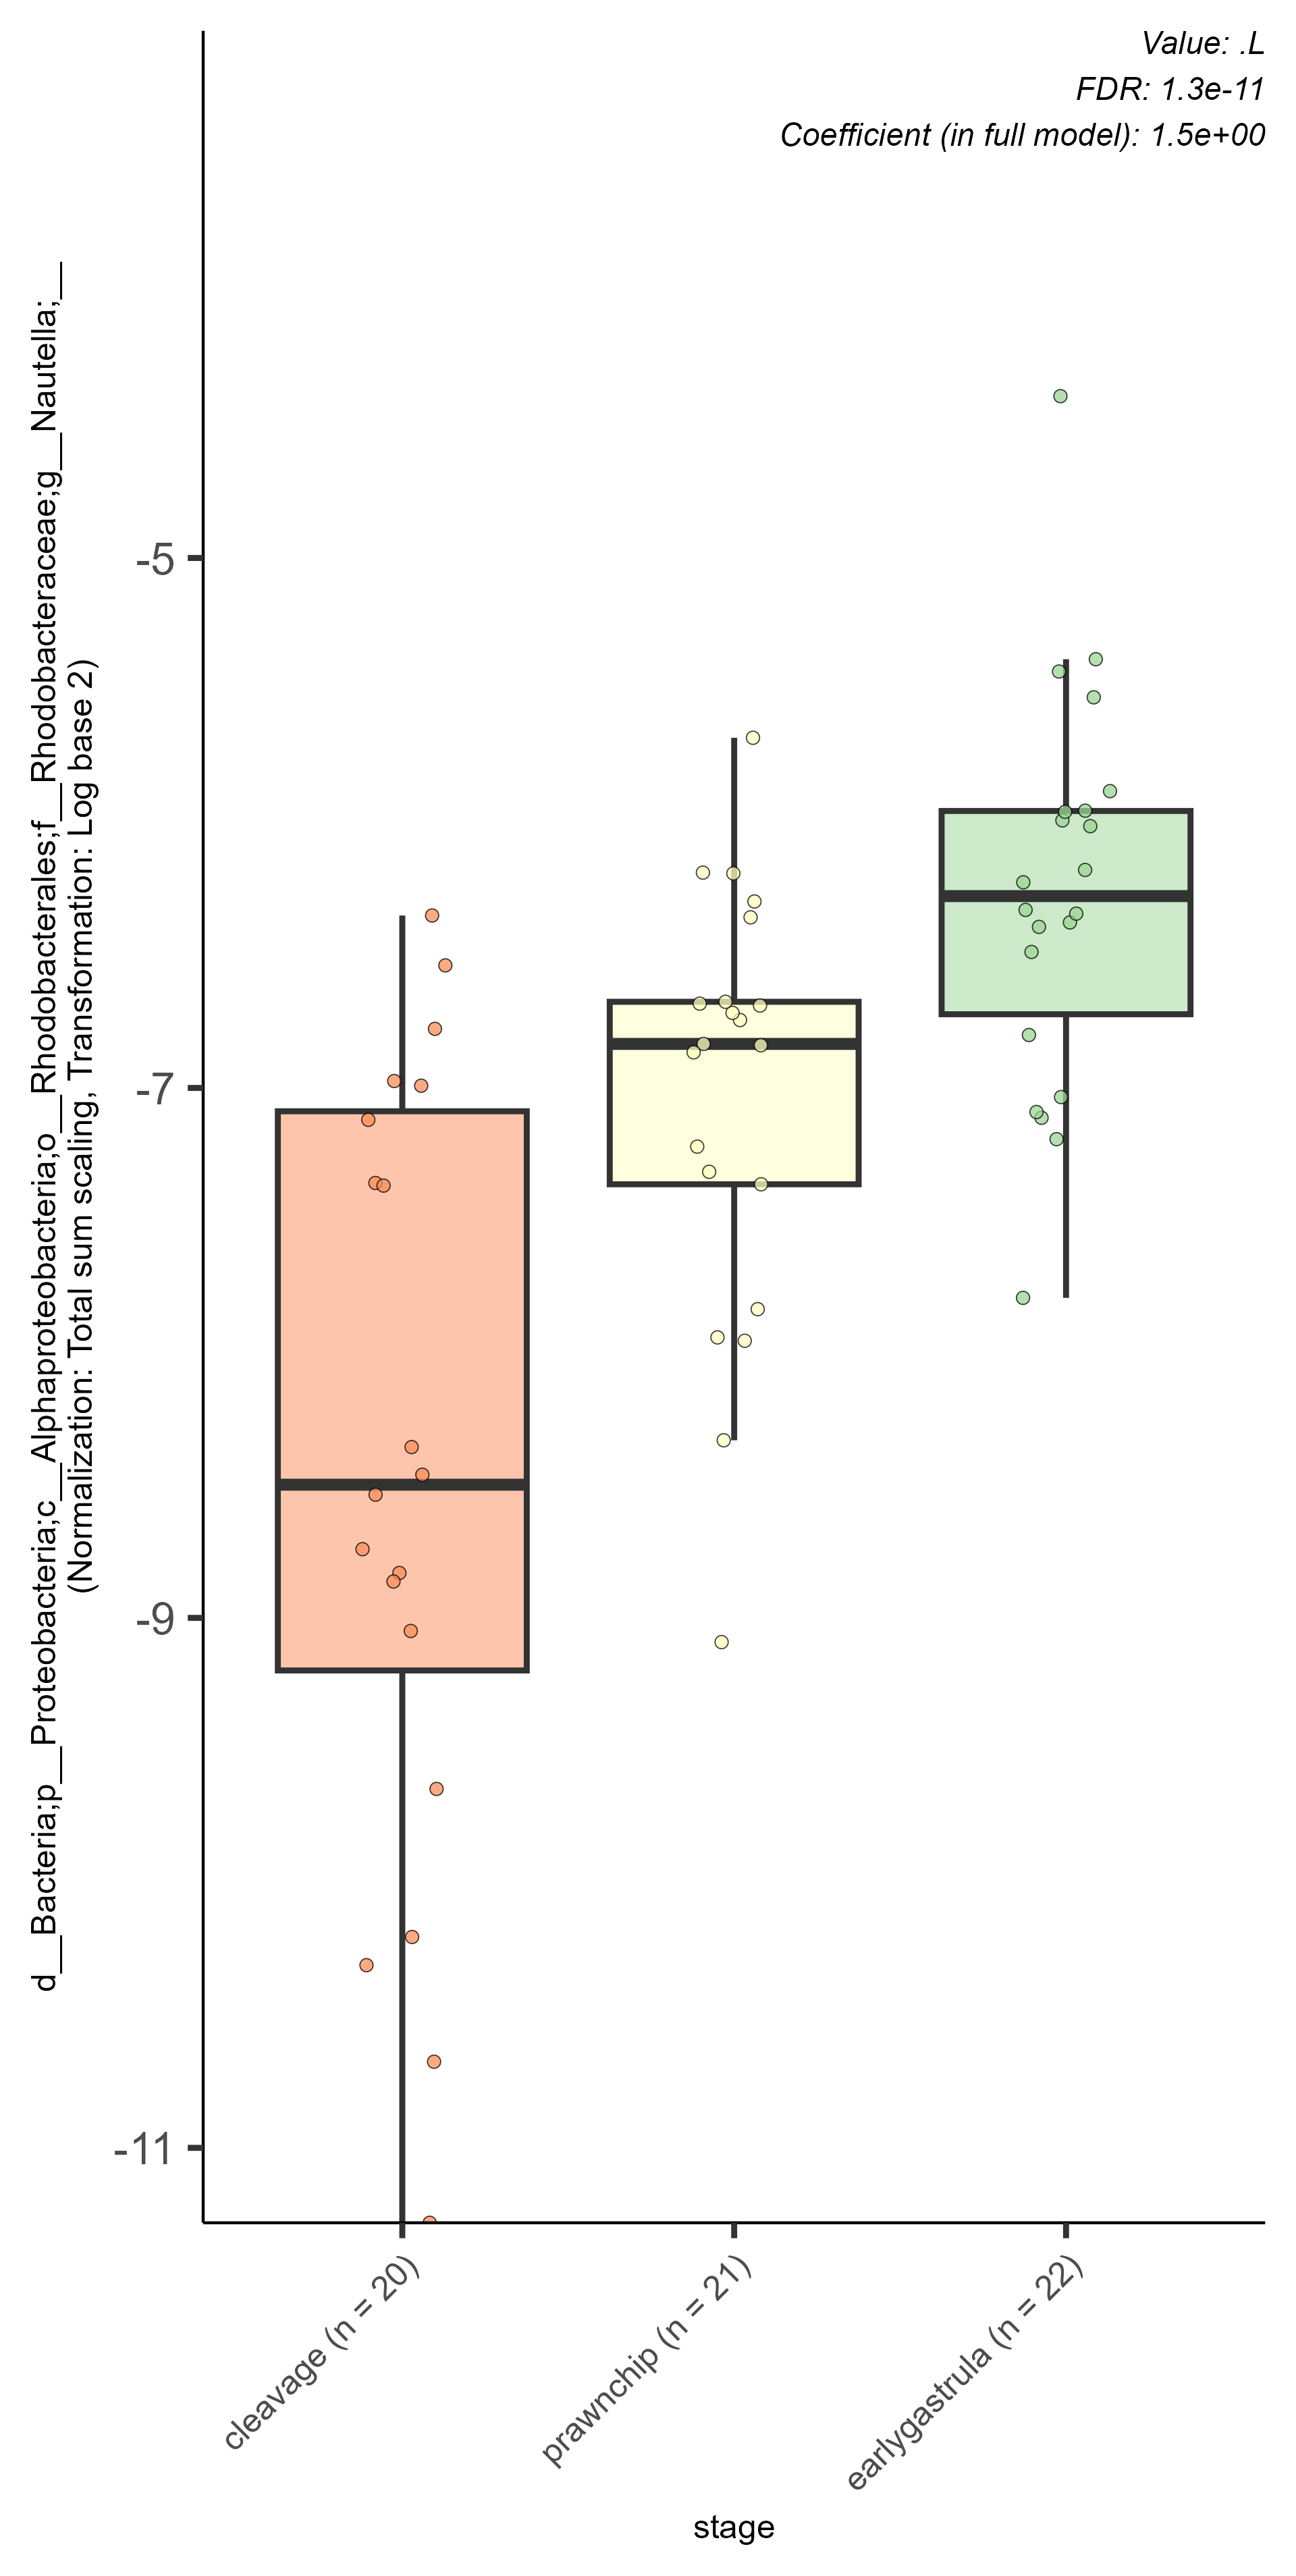 Value: .L
FDR: 1.3e-11
Coefficient (in full model): 1.5e+00
d__Bacteria;p__Proteobacteria;c__Alphaproteobacteria;o__Rhodobacterales;f__Rhodobacteraceae;g__Nautella;__
(Normalization: Total sum scaling, Transformation: Log base 2)
-5
-7
-9
-11
cleavage (n = 20)
prawnchip (n = 21)
earlygastrula (n = 22)
stage